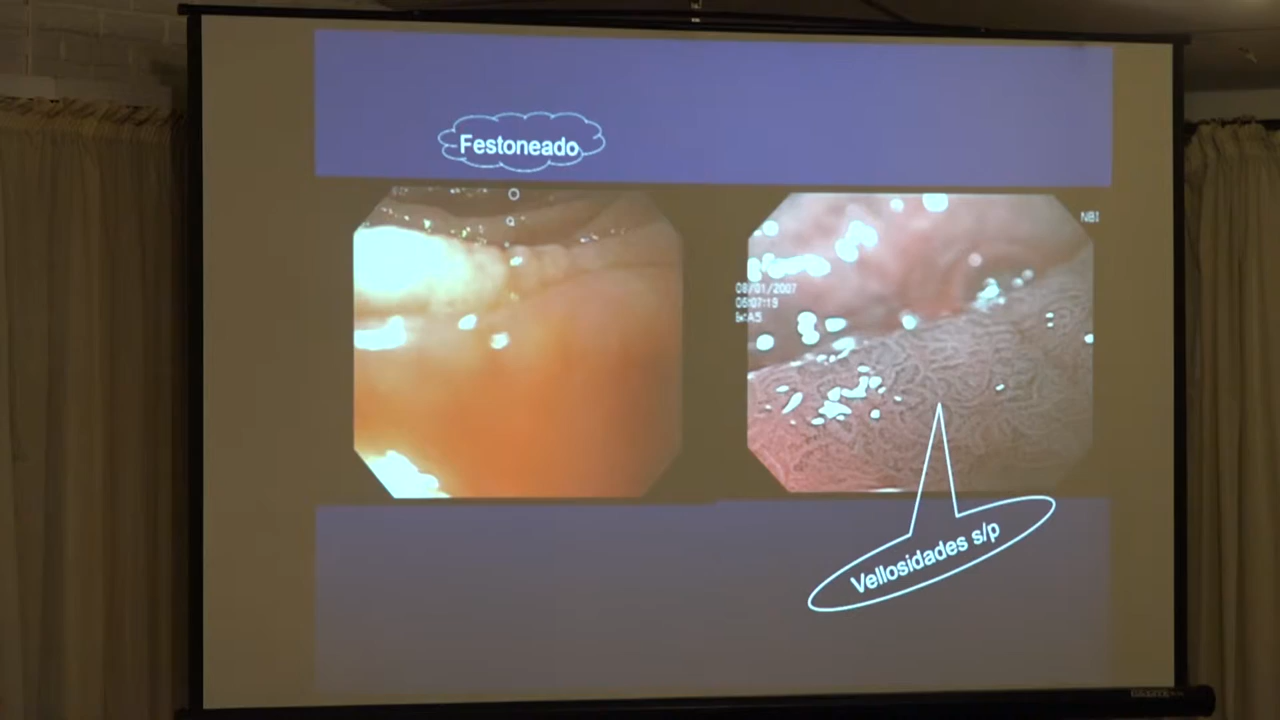 Festoneado
NBI
08/01/2007
05:07:19
Vellosidades s/p